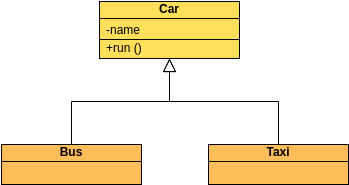 Car
-name
+run ()
Bus
Taxi